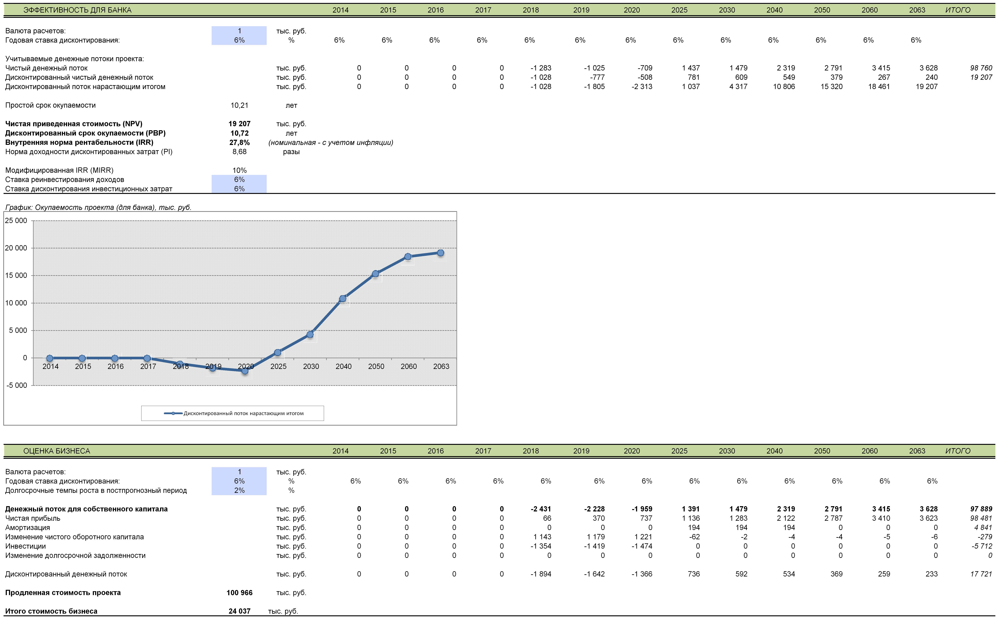 ЭФФЕКТИВНОСТЬ ДЛЯ БАНКА 2014 2015 2016 2017 2018 2019 2020 2025 2030 2040 2050 2060 2063 ИТОГО
Валюта расчетов: 1 тыс. руб.
Годовая ставка дисконтирования: 6% % 6% 6% 6% 6% 6% 6% 6% 6% 6% 6% 6% 6% 6%
Учитываемые денежные потоки проекта:
Чистый денежный поток тыс. руб. 0 0 0 0 -1 283 -1 025 -709 1 437 1 479 2 319 2 791 3 415 3 628 98 760
Дисконтированный чистый денежный поток тыс. руб. 0 0 0 0 -1 028 -777 -508 781 609 549 379 267 240 19 207
Дисконтированный поток нарастающим итогом тыс. руб. 0 0 0 0 -1 028 -1 805 -2 313 1 037 4 317 10 806 15 320 18 461 19 207
Простой срок окупаемости 10,21 лет
Чистая приведенная стоимость (NPV) 19 207 тыс. руб.
Дисконтированный срок окупаемости (PBP) 10,72 лет
Внутренняя норма рентабельности (IRR) 27,8% (номинальная - с учетом инфляции)
Норма доходности дисконтированных затрат (PI) 8,68 разы
Модифицированная IRR (MIRR) 10%
Ставка реинвестирования доходов 6%
Ставка дисконтирования инвестиционных затрат 6%
График: Окупаемость проекта (для банка), тыс. руб.
25 000
20 000
15 000
10 000
5 000
0
2014 2015 2016 2017 2018 2019 2020 2025 2030 2040 2050 2060 2063
-5 000
Дисконтированный поток нарастающим итогом
ОЦЕНКА БИЗНЕСА 2014 2015 2016 2017 2018 2019 2020 2025 2030 2040 2050 2060 2063 ИТОГО
Валюта расчетов: 1 тыс. руб.
Годовая ставка дисконтирования: 6% % 6% 6% 6% 6% 6% 6% 6% 6% 6% 6% 6% 6% 6%
Долгосрочные темпы роста в постпрогнозный период 2% %
Денежный поток для собственного капитала тыс. руб. 0 0 0 0 -2 431 -2 228 -1 959 1 391 1 479 2 319 2 791 3 415 3 628 97 889
Чистая прибыль тыс. руб. 0 0 0 0 66 370 737 1 136 1 283 2 122 2 787 3 410 3 623 98 481
Амортизация тыс. руб. 0 0 0 0 0 0 0 194 194 194 0 0 0 4 841
Изменение чистого оборотного капитала тыс. руб. 0 0 0 0 1 143 1 179 1 221 -62 -2 -4 -4 -5 -6 -279
Инвестиции тыс. руб. 0 0 0 0 -1 354 -1 419 -1 474 0 0 0 0 0 0 -5 712
Изменение долгосрочной задолженности тыс. руб. 0 0 0 0 0 0 0 0 0 0 0 0 0 0
Дисконтированный денежный поток тыс. руб. 0 0 0 0 -1 894 -1 642 -1 366 736 592 534 369 259 233 17 721
Продленная стоимость проекта 100 966 тыс. руб.
Итого стоимость бизнеса 24 037 тыс. руб.